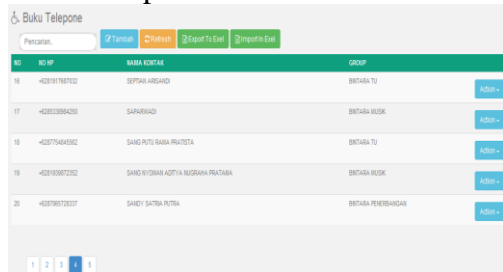 Buku Telepone
Pencarian.. Tambah Refresh Export To Exel Import In Exel
NO NO HP NAMA KONTAK GROUP
16 SEPTIAN ARISANDI BINTARA TU Action
17 SAPARWADI BINTARA MUSIK Action
18 SANG PUTU RAMA PRATISTA BINTARA TU Action
19 SANG NYOMAN ADITYA NUGRAHA PRATAMA BINTARA MUSIK Action
20 SANDY SATRIA PUTRA BINTARA PENERBANGAN Action
1 2 3 4 5